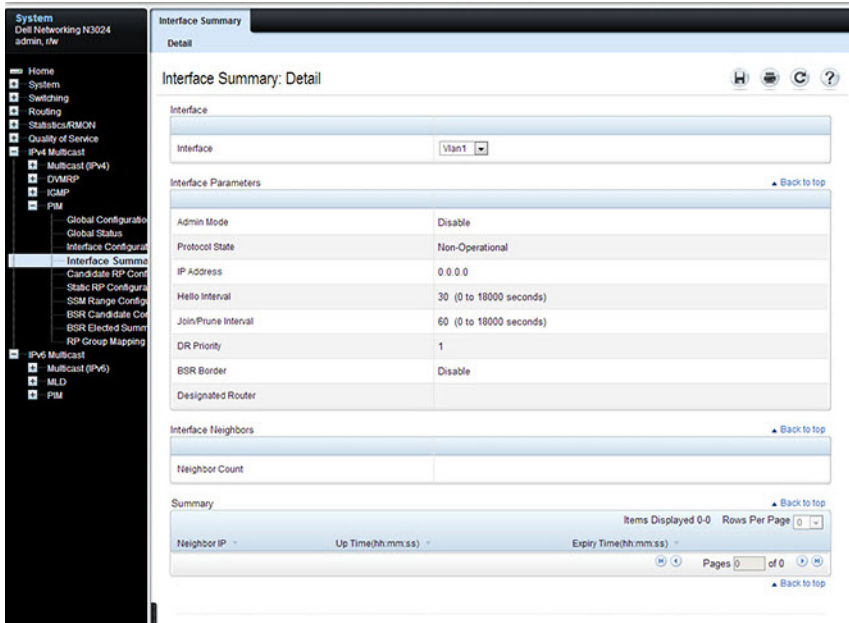 System
Dell Networking N3024
admin, r/w
Home
System
Switching
Routing
Statistics/RMON
Quality of Service
IPv4 Multicast
Multicast (IPv4)
DVMRP
IGMP
PIM
Global Configuratio
Global Status
Interface Configurat
Interface Summa
Candidate RP Conf
Static RP Configura
SSM Range Configu
BSR Candidate Con
BSR Elected Summ
RP Group Mapping
IPv6 Multicast
Multicast (IPv6)
MLD
PIM
Interface Summary
Detail
Interface Summary: Detail
Interface
Interface Vlan1
Interface Parameters Back to top
Admin Mode Disable
Protocol State Non-Operational
IP Address 0.0.0.0
Hello Interval 30 (0 to 18000 seconds)
Join/Prune Interval 60 (0 to 18000 seconds)
DR Priority 1
BSR Border Disable
Designated Router
Interface Neighbors Back to top
Neighbor Count
Summary Back to top
Items Displayed 0-0 Rows Per Page 0
Neighbor IP Up Time(hh:mm:ss) Expiry Time(hh:mm:ss)
Pages 0 of 0
Back to top